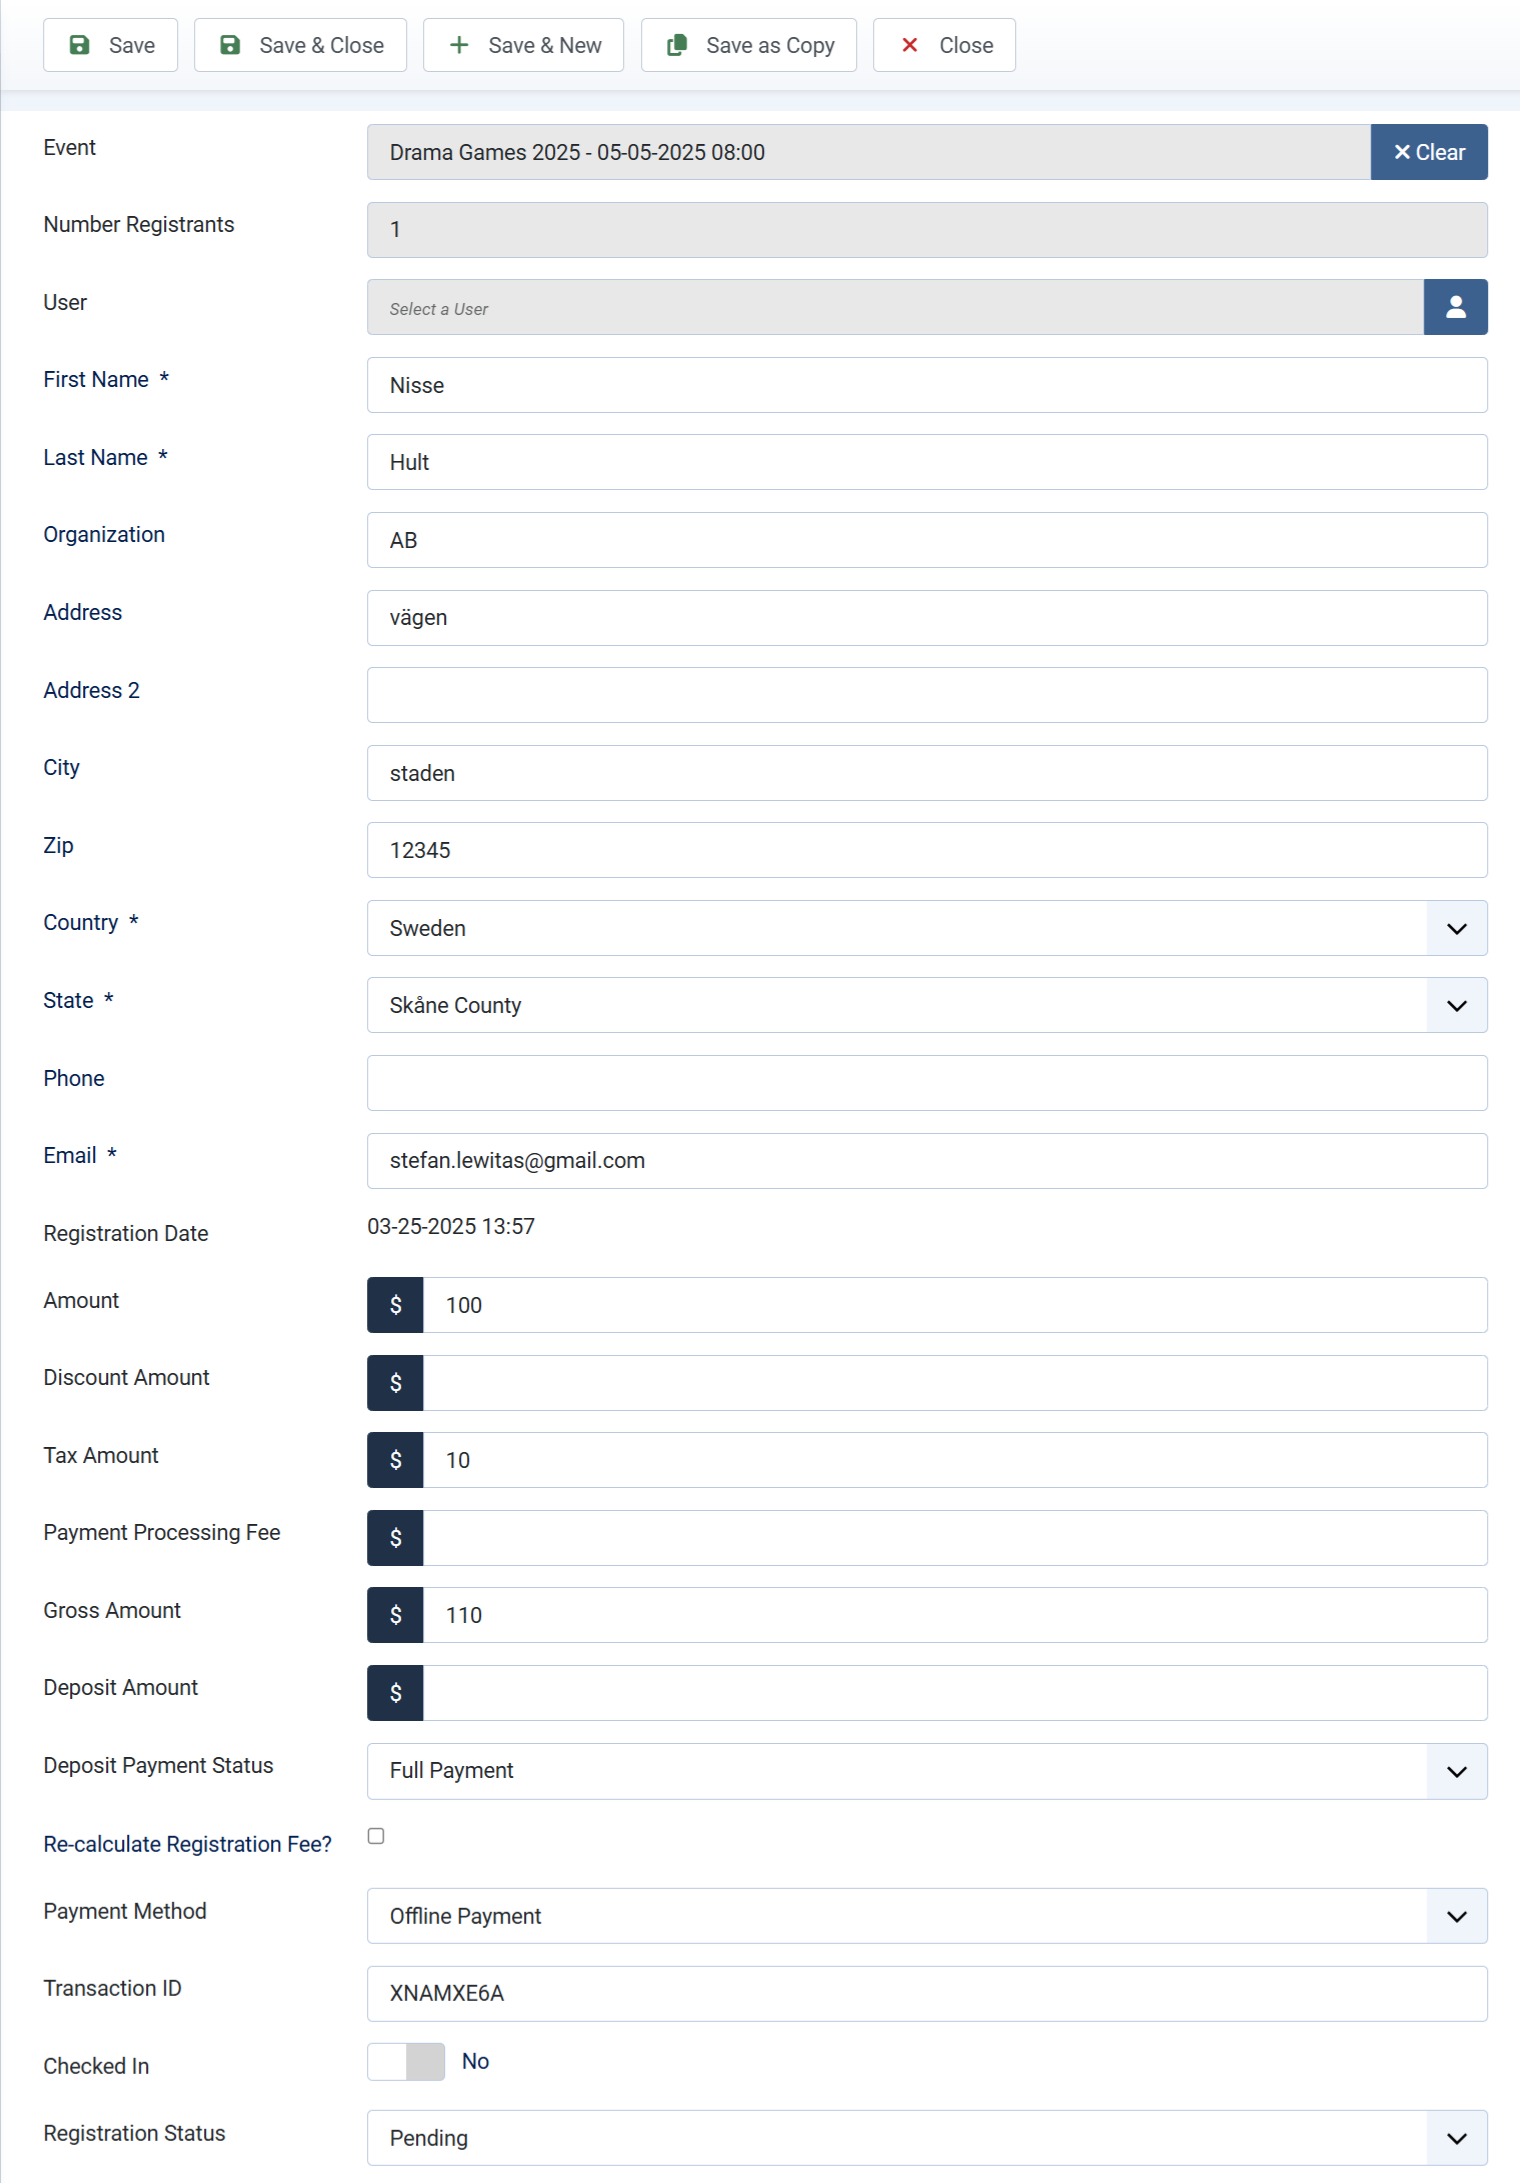 Save
Save & Close
Save & New
Save as Copy
Close
Event
Drama Games 2025 - 05-05-2025 08:00
Clear
Number Registrants
1
User
Select a User
First Name *
Nisse
Last Name *
Hult
Organization
AB
Address
vägen
Address 2
City
staden
Zip
12345
Country *
Sweden
State *
Skåne County
Phone
Email *
stefan.lewitas@gmail.com
Registration Date
03-25-2025 13:57
Amount
$ 100
Discount Amount
$
Tax Amount
$ 10
Payment Processing Fee
$
Gross Amount
$ 110
Deposit Amount
$
Deposit Payment Status
Full Payment
Re-calculate Registration Fee?
Payment Method
Offline Payment
Transaction ID
XNAMXE6A
Checked In
No
Registration Status
Pending